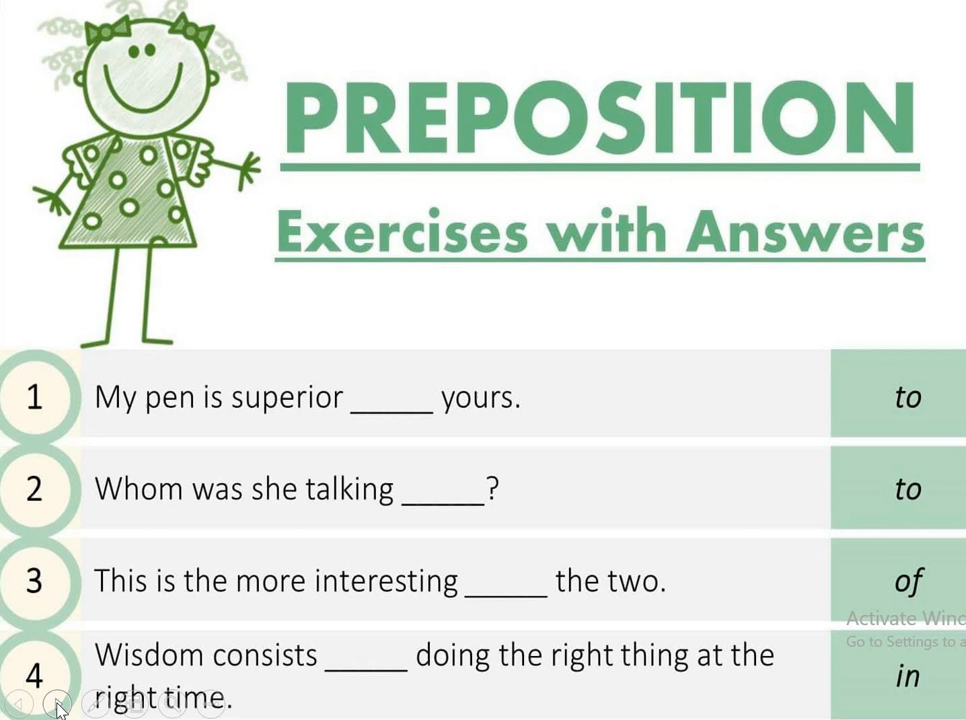 PREPOSITION
Exercises with Answers
1 My pen is superior _____ yours. to
2 Whom was she talking _____? to
3 This is the more interesting _____ the two. of
Activate Wind
Go to Settings to a
4 Wisdom consists _____ doing the right thing at the
right time. in